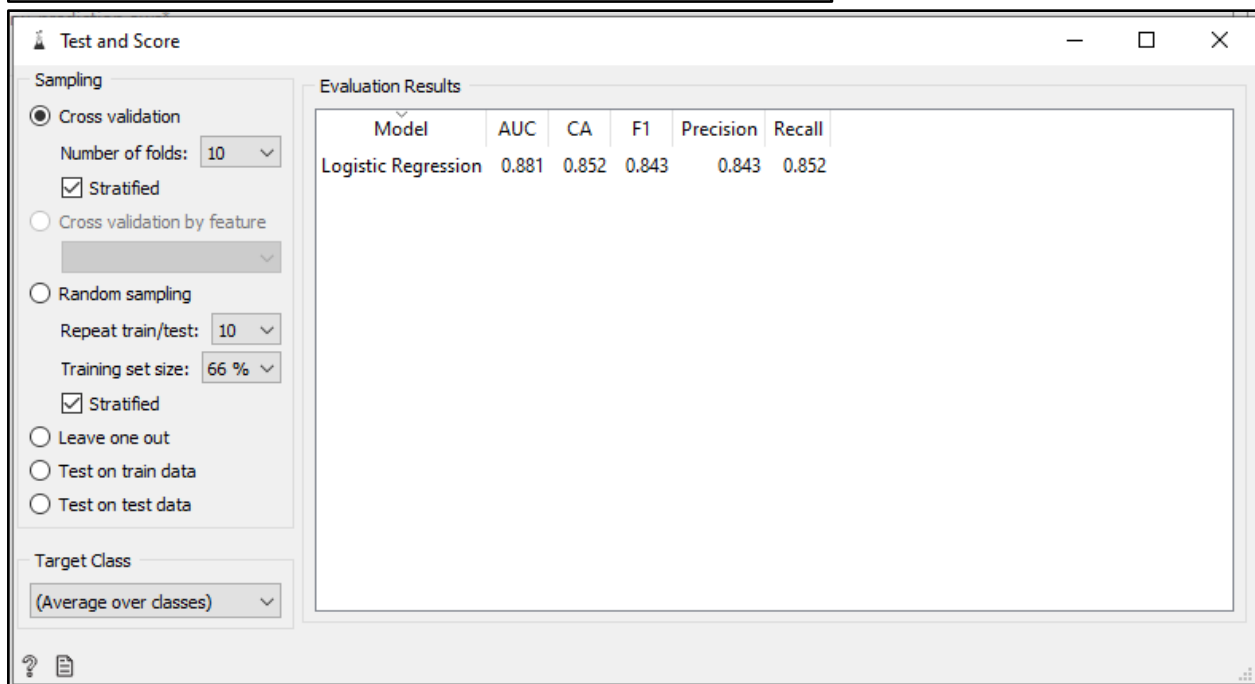 Test and Score
Sampling
Cross validation
Number of folds: 10
Stratified
Cross validation by feature
Random sampling
Repeat train/test: 10
Training set size: 66 %
Stratified
Leave one out
Test on train data
Test on test data
Target Class
(Average over classes)
Evaluation Results
Model AUC CA F1 Precision Recall
Logistic Regression 0.881 0.852 0.843 0.843 0.852